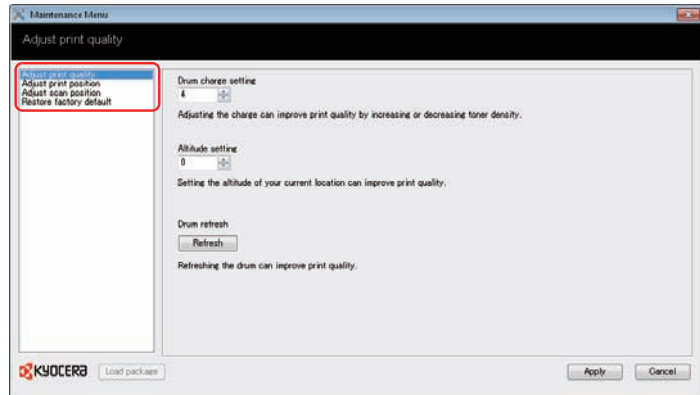 Maintenance Menu
Adjust print quality
Adjust print quality
Adjust print position
Adjust scan position
Restore factory default
Drum charge setting
4
Adjusting the charge can improve print quality by increasing or decreasing toner density.
Altitude setting
0
Setting the altitude of your current location can improve print quality.
Drum refresh
Refresh
Refreshing the drum can improve print quality.
KYOCERA
Load package
Apply
Cancel